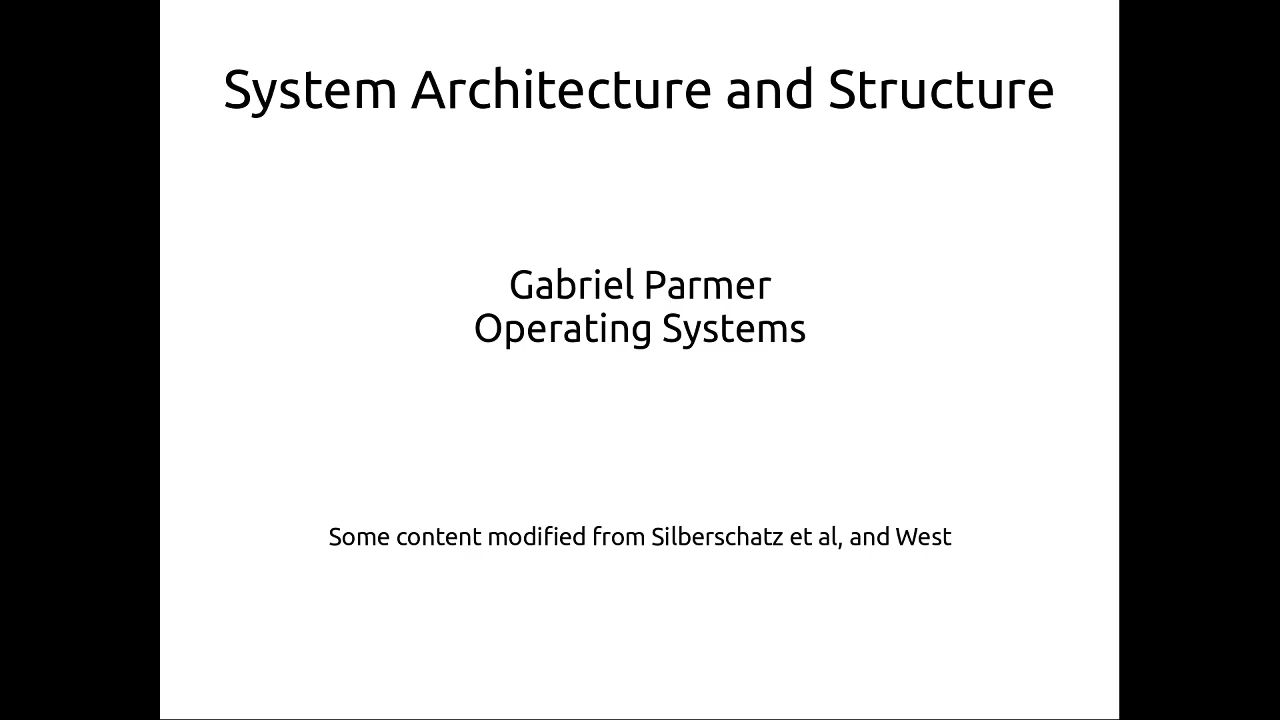 System Architecture and Structure
Gabriel Parmer
Operating Systems
Some content modified from Silberschatz et al, and West